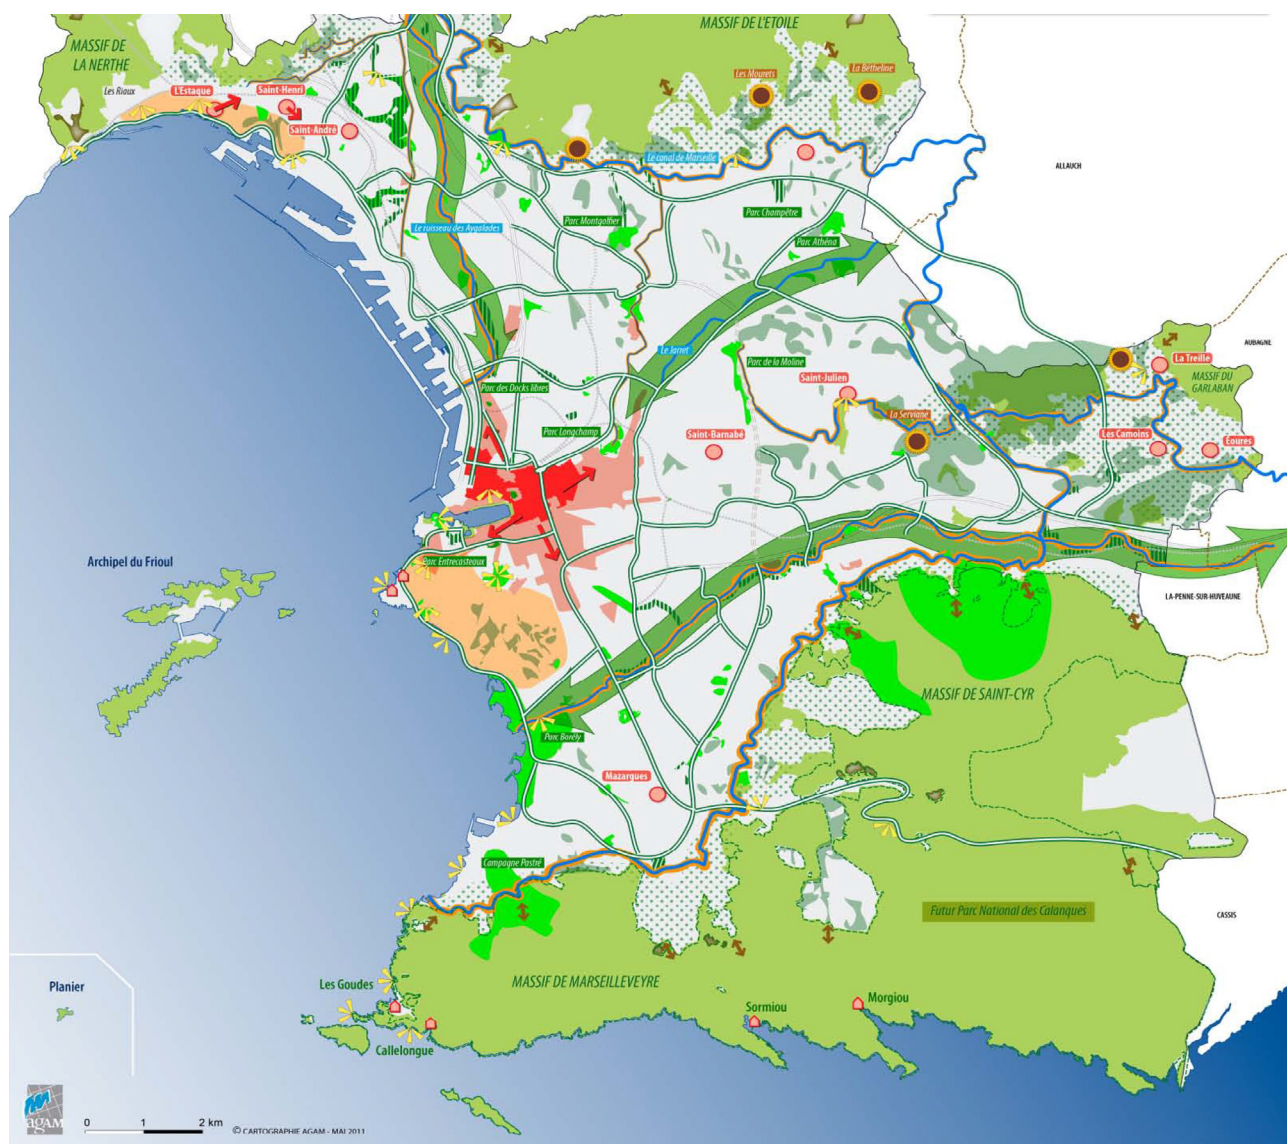 MASSIF DE L'ETOILE
MASSIF DE
LA NERTHE
Les Riaux
L'Estaque
Saint-Henri
Saint-André
Les Mourets
La Bétheline
Le canal de Marseille
ALLAUCH
Parc Montgolfier
Parc Champêtre
Parc Athéna
Le ruisseau des Aygalades
Le Jarret
Parc de la Moline
Parc des Docks libres
Saint-Julien
La Treille
AUBAGNE
MASSIF DU
GARLABAN
La Serviane
Parc Longchamp
Saint-Barnabé
Les Camoins
Eoures
Archipel du Frioul
Parc Entrecasteaux
LA-PENNE-SUR-HUVEAUNE
MASSIF DE SAINT-CYR
Parc Borély
Mazargues
Campagne Pastré
Futur Parc National des Calanques
CASSIS
Planier
Les Goudes
MASSIF DE MARSEILLEVEYRE
Sormiou
Morgiou
Callelongue
agAM
0 1 2 km
© CARTOGRAPHIE AGAM - MAI 2011